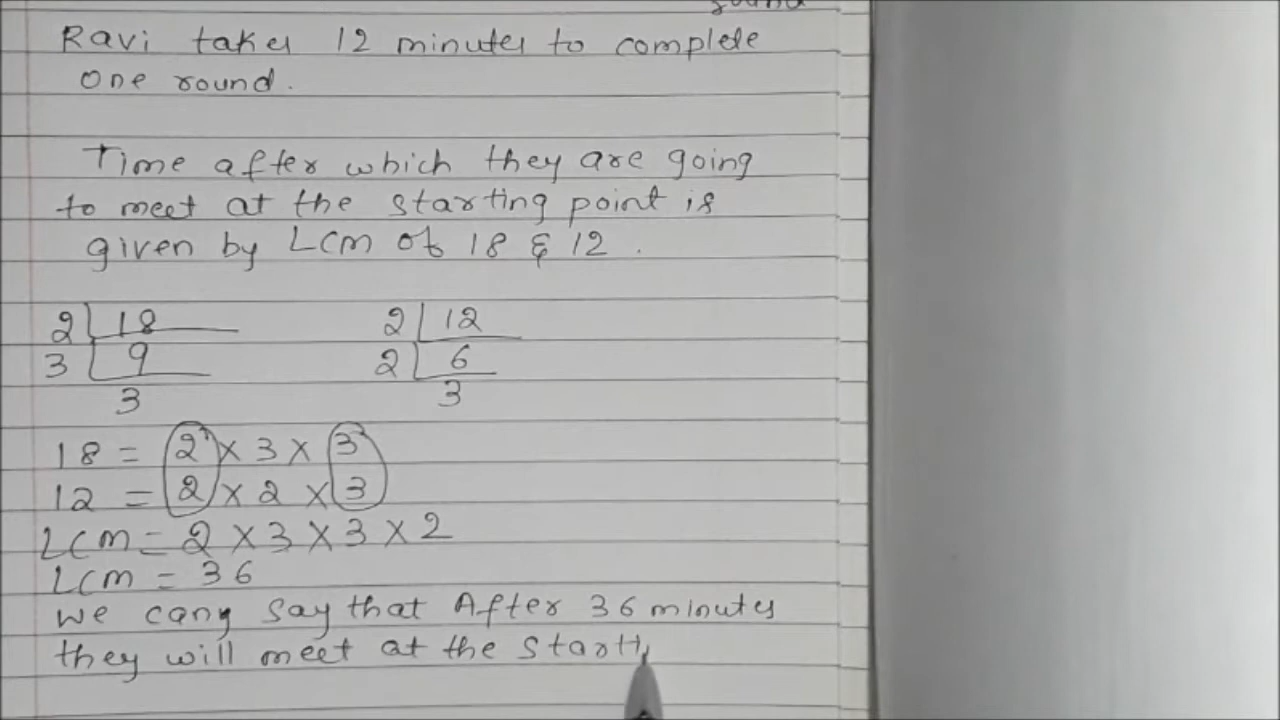 round
Ravi takes 12 minutes to complete
one round.
Time after which they are going
to meet at the starting point is
given by LCM of 18 & 12 .
2 18 2 12
3 9 2 6
3 3
18 = 2 × 3 × 3
12 = 2 × 2 × 3
LCM = 2 × 3 × 3 × 2
LCM = 36
We cany say that After 36 minutes
they will meet at the starti